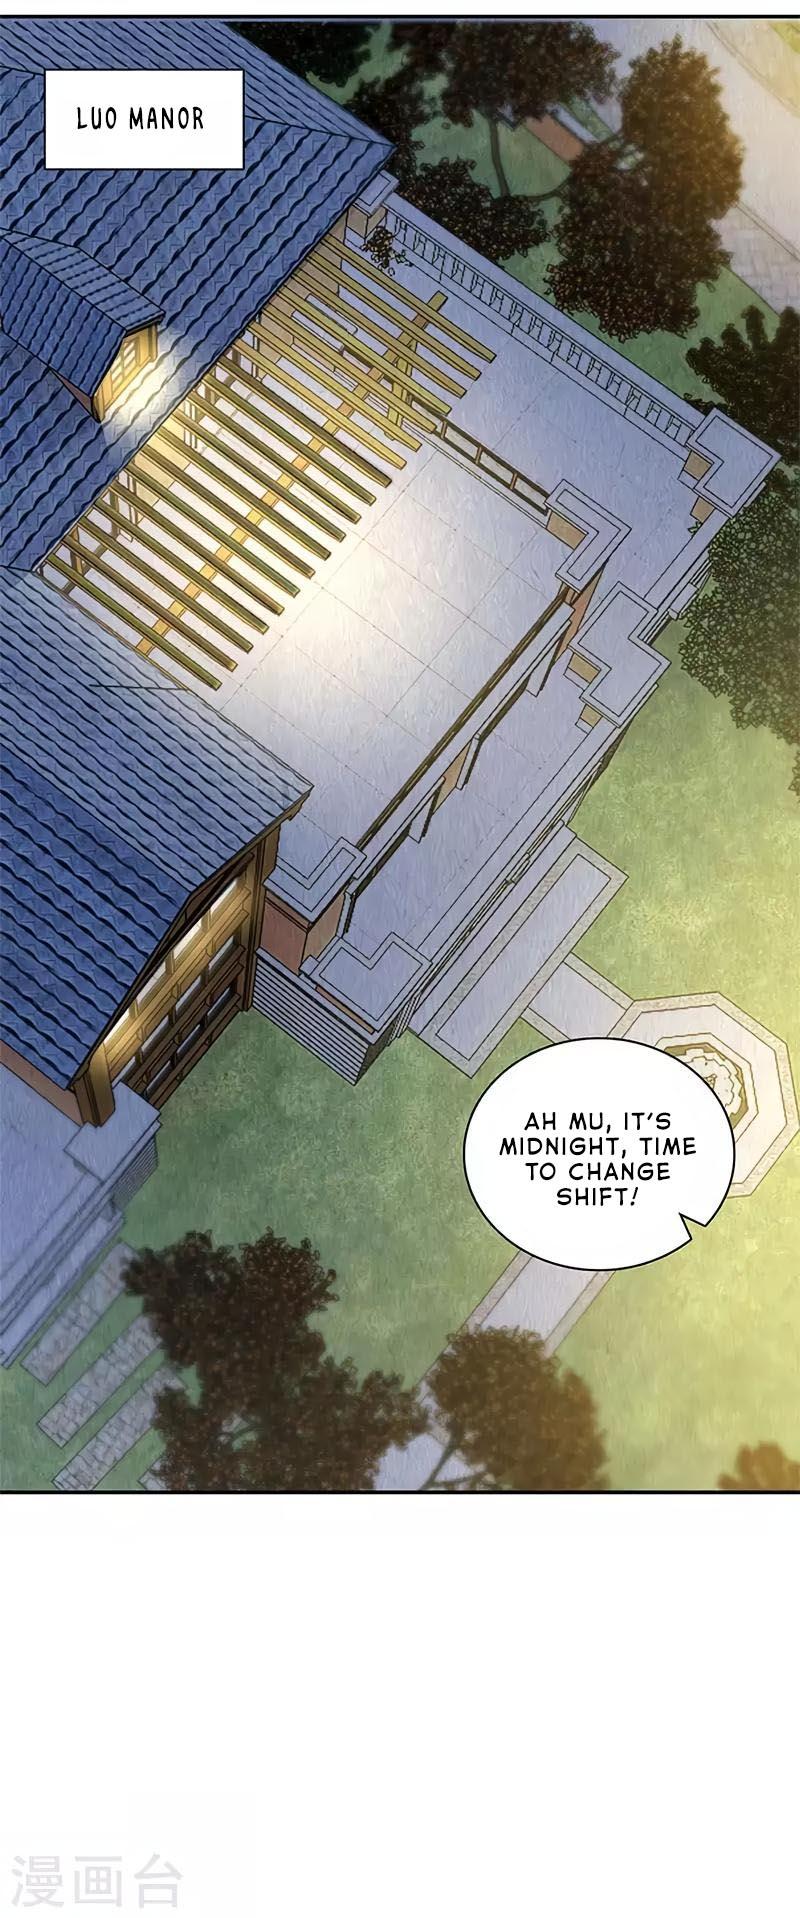 LUO MANOR
AH MU, IT'S
MIDNIGHT, TIME
TO CHANGE
SHIFT!
漫画台